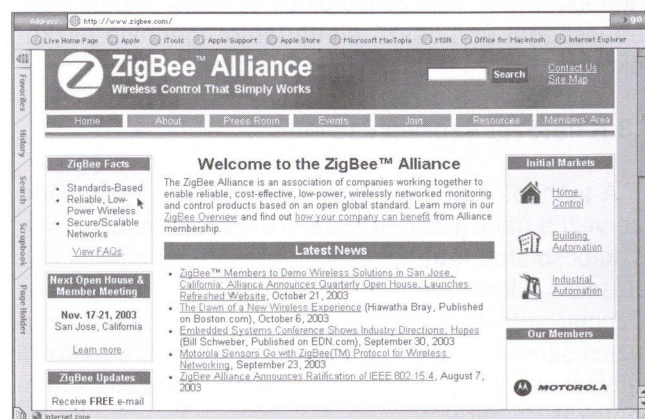 Address http://www.zigbee.com/ go
Live Home Page Apple iTools Apple Support Apple Store Microsoft MacTopia MSN Office for Macintosh Internet Explorer
Favorites
History
Search
Scrapbook
Page Holder
ZigBee™ Alliance
Wireless Control That Simply Works
Search
Contact Us
Site Map
Home About Press Room Events Join Resources Members' Area
ZigBee Facts
• Standards-Based
• Reliable, Low-
Power Wireless
• Secure/Scalable
Networks
View FAQs.
Next Open House &
Member Meeting
Nov. 17-21, 2003
San Jose, California
Learn more.
ZigBee Updates
Receive FREE e-mail
Welcome to the ZigBee™ Alliance
The ZigBee Alliance is an association of companies working together to
enable reliable, cost-effective, low-power, wirelessly networked monitoring
and control products based on an open global standard. Learn more in our
ZigBee Overview and find out how your company can benefit from Alliance
membership.
Latest News
• ZigBee™ Members to Demo Wireless Solutions in San Jose,
California: Alliance Announces Quarterly Open House, Launches
Refreshed Website, October 21, 2003
• The Dawn of a New Wireless Experience (Hiawatha Bray, Published
on Boston.com), October 6, 2003
• Embedded Systems Conference Shows Industry Directions, Hopes
(Bill Schweber, Published on EDN.com), September 30, 2003
• Motorola Sensors Go with ZigBee(TM) Protocol for Wireless
Networking, September 23, 2003
• ZigBee Alliance Announces Ratification of IEEE 802.15.4, August 7,
2003
Initial Markets
Home
Control
Building
Automation
Industrial
Automation
Our Members
MOTOROLA
Internet zone